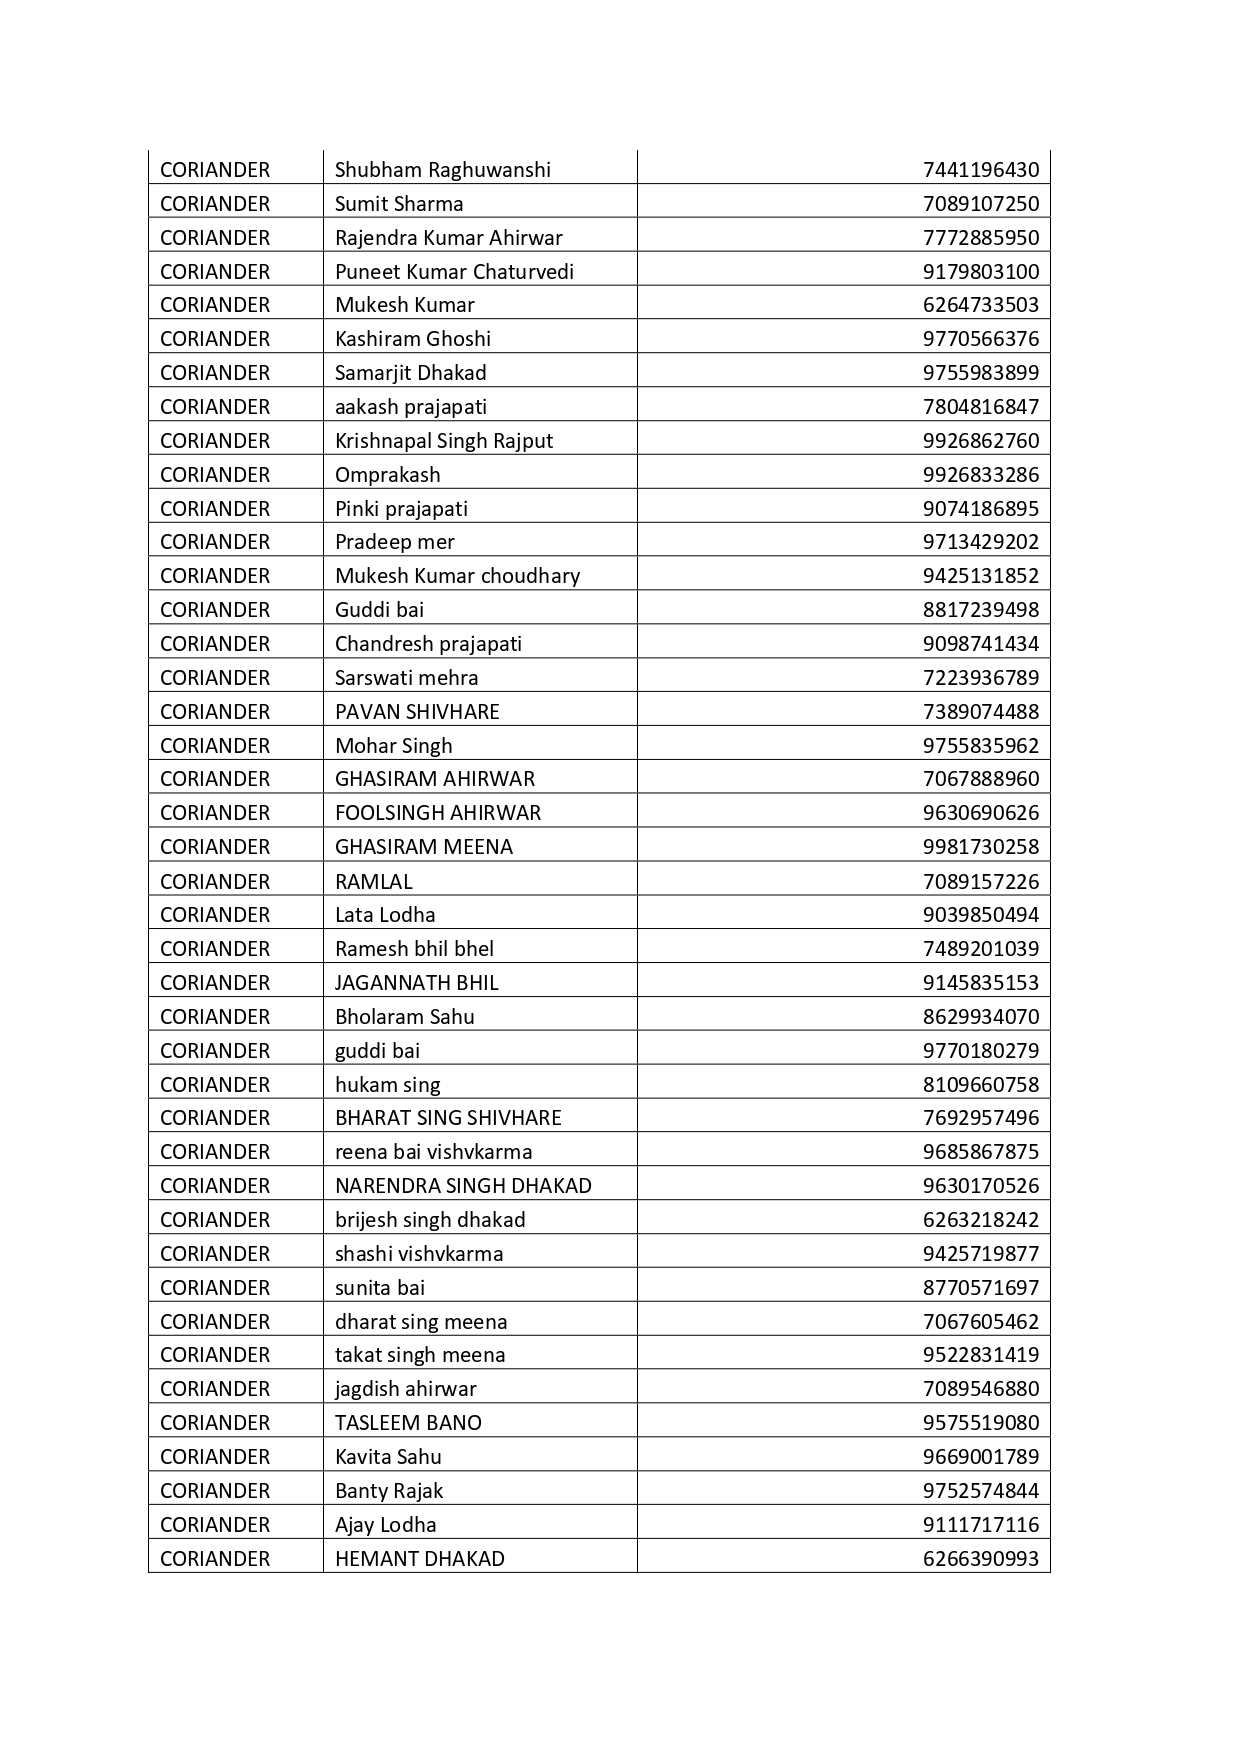 CORIANDER Shubham Raghuwanshi 7441196430
CORIANDER Sumit Sharma 7089107250
CORIANDER Rajendra Kumar Ahirwar 7772885950
CORIANDER Puneet Kumar Chaturvedi 9179803100
CORIANDER Mukesh Kumar 6264733503
CORIANDER Kashiram Ghoshi 9770566376
CORIANDER Samarjit Dhakad 9755983899
CORIANDER aakash prajapati 7804816847
CORIANDER Krishnapal Singh Rajput 9926862760
CORIANDER Omprakash 9926833286
CORIANDER Pinki prajapati 9074186895
CORIANDER Pradeep mer 9713429202
CORIANDER Mukesh Kumar choudhary 9425131852
CORIANDER Guddi bai 8817239498
CORIANDER Chandresh prajapati 9098741434
CORIANDER Sarswati mehra 7223936789
CORIANDER PAVAN SHIVHARE 7389074488
CORIANDER Mohar Singh 9755835962
CORIANDER GHASIRAM AHIRWAR 7067888960
CORIANDER FOOLSINGH AHIRWAR 9630690626
CORIANDER GHASIRAM MEENA 9981730258
CORIANDER RAMLAL 7089157226
CORIANDER Lata Lodha 9039850494
CORIANDER Ramesh bhil bhel 7489201039
CORIANDER JAGANNATH BHIL 9145835153
CORIANDER Bholaram Sahu 8629934070
CORIANDER guddi bai 9770180279
CORIANDER hukam sing 8109660758
CORIANDER BHARAT SING SHIVHARE 7692957496
CORIANDER reena bai vishvkarma 9685867875
CORIANDER NARENDRA SINGH DHAKAD 9630170526
CORIANDER brijesh singh dhakad 6263218242
CORIANDER shashi vishvkarma 9425719877
CORIANDER sunita bai 8770571697
CORIANDER dharat sing meena 7067605462
CORIANDER takat singh meena 9522831419
CORIANDER jagdish ahirwar 7089546880
CORIANDER TASLEEM BANO 9575519080
CORIANDER Kavita Sahu 9669001789
CORIANDER Banty Rajak 9752574844
CORIANDER Ajay Lodha 9111717116
CORIANDER HEMANT DHAKAD 6266390993